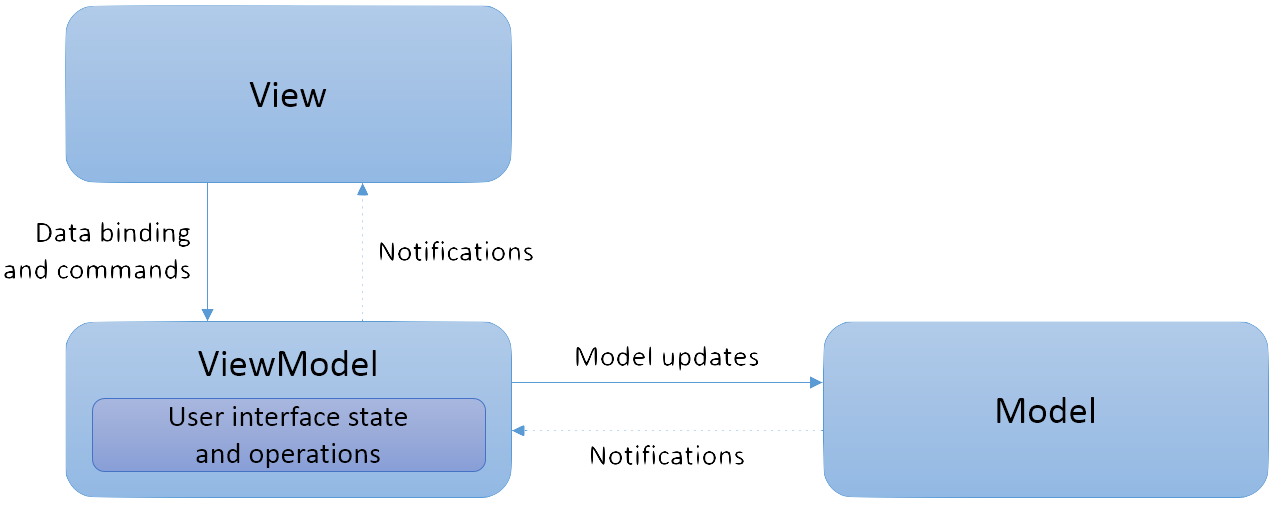 View
Data binding
and commands
Notifications
ViewModel
User interface state
and operations
Model updates
Notifications
Model